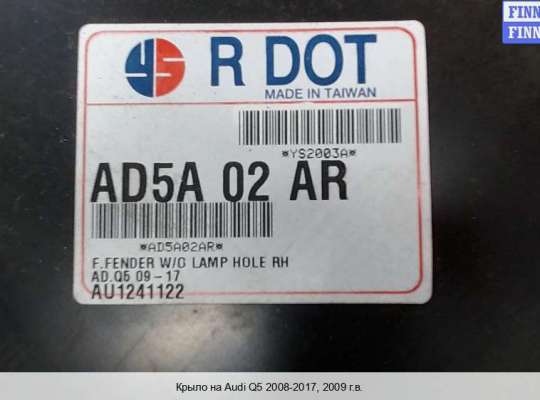 FINN
FINN
YS R DOT
MADE IN TAIWAN
*YS2003A*
AD5A 02 AR
*AD5A02AR*
F.FENDER W/O LAMP HOLE RH
AD.Q5 09-17
AU1241122
Крыло на Audi Q5 2008-2017, 2009 г.в.